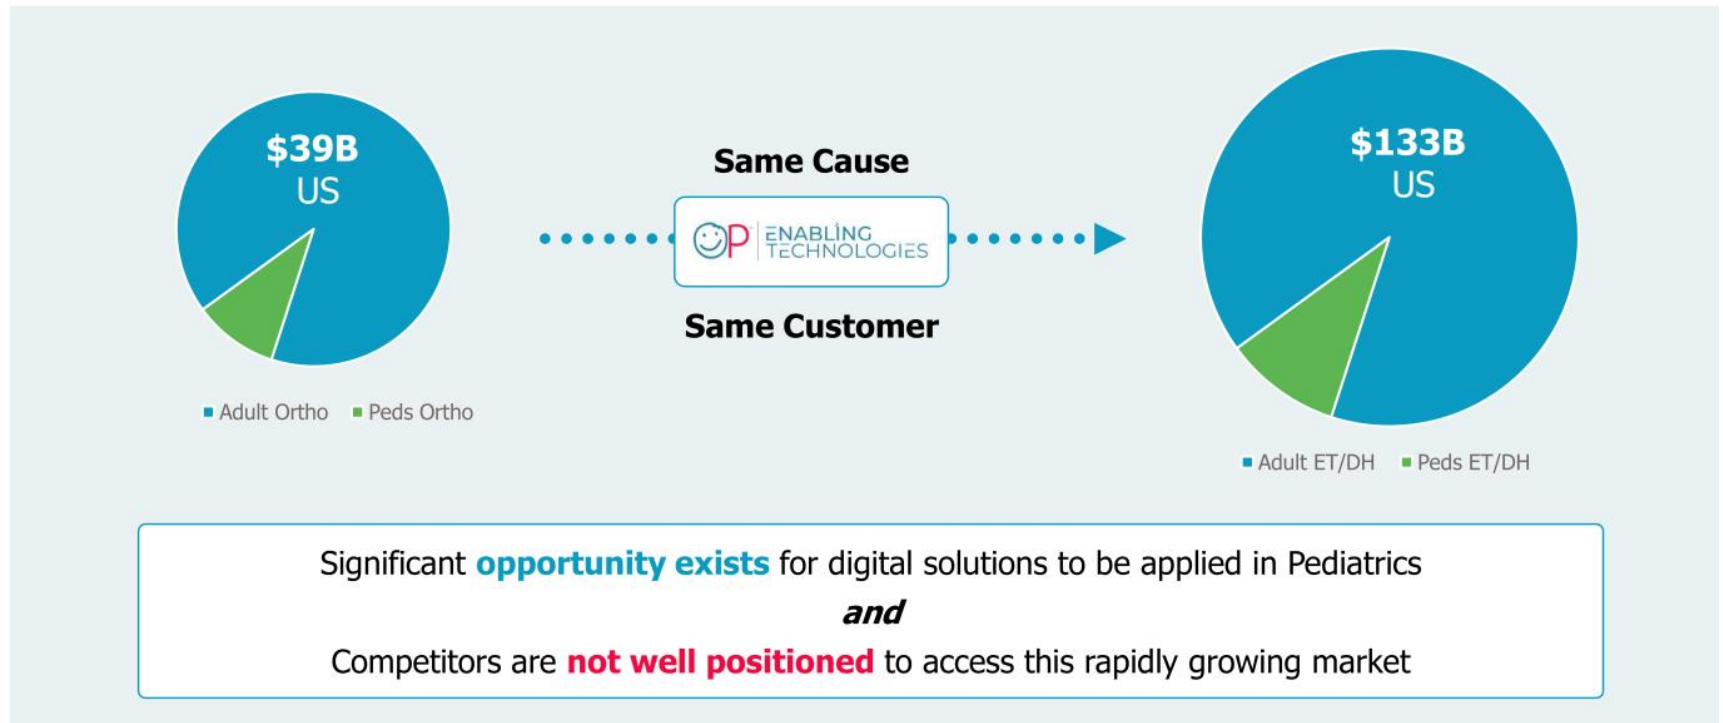 $39B
US
Adult Ortho
Peds Ortho
Same Cause
OP
ENABLING
TECHNOLOGIES
Same Customer
$133B
US
Adult ET/DH
Peds ET/DH
Significant opportunity exists for digital solutions to be applied in Pediatrics
and
Competitors are not well positioned to access this rapidly growing market